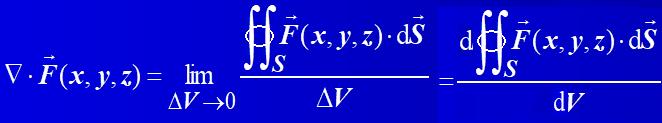 ∇ · F⃗(x, y, z) = lim_{ΔV→0} ∯_S F⃗(x, y, z) · dS⃗ / ΔV = d∯_S F⃗(x, y, z) · dS⃗ / dV